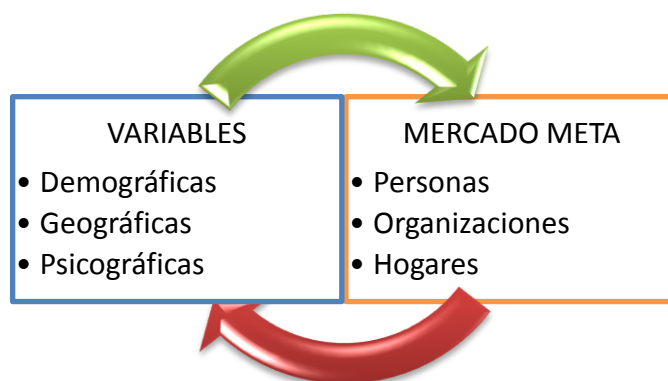 VARIABLES
• Demográficas
• Geográficas
• Psicográficas
MERCADO META
• Personas
• Organizaciones
• Hogares